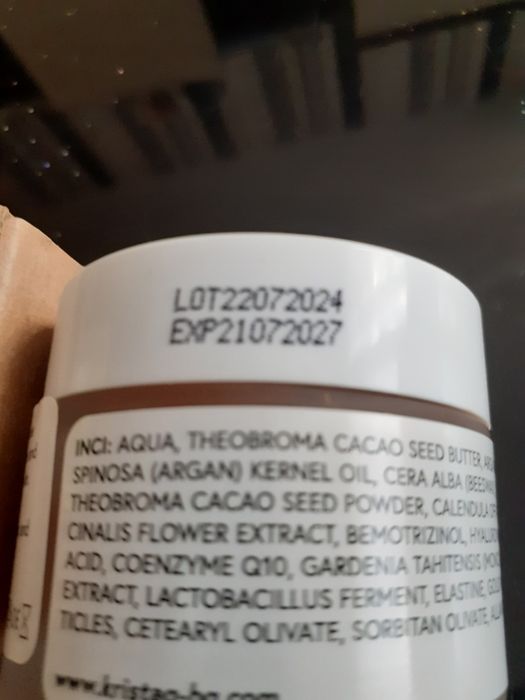 LOT22072024
EXP21072027
INCI: AQUA, THEOBROMA CACAO SEED BUTTER,
SPINOSA (ARGAN) KERNEL OIL, CERA ALBA (BEESWAX
THEOBROMA CACAO SEED POWDER, CALENDULA
CINALIS FLOWER EXTRACT, BEMOTRIZINOL,
ACID, COENZYME Q10, GARDENIA TAHITENSIS
EXTRACT, LACTOBACILLUS FERMENT, ELASTINE,
TICLES, CETEARYL OLIVATE, SORBITAN OLIVATE,